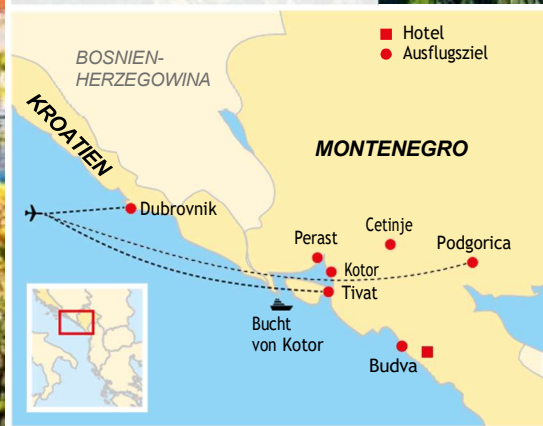 Hotel
Ausflugsziel
BOSNIEN-
HERZEGOWINA
KROATIEN
MONTENEGRO
Dubrovnik
Cetinje
Perast
Podgorica
Kotor
Tivat
Bucht
von Kotor
Budva